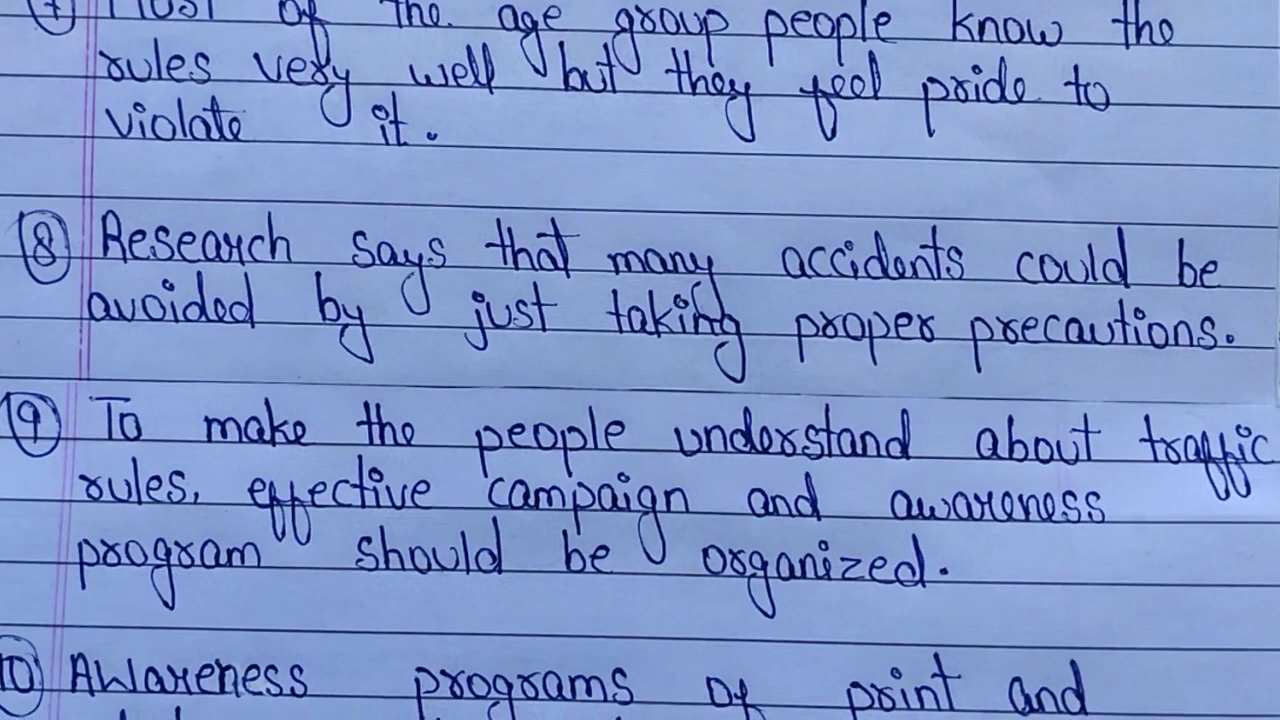 ⑦ Most of the age group people know the
rules very well but they feel pride to
violate it.
⑧ Research says that many accidents could be
avoided by just taking proper precautions.
⑨ To make the people understand about traffic
rules, effective campaign and awareness
program should be organized.
⑩ Awareness programs of print and